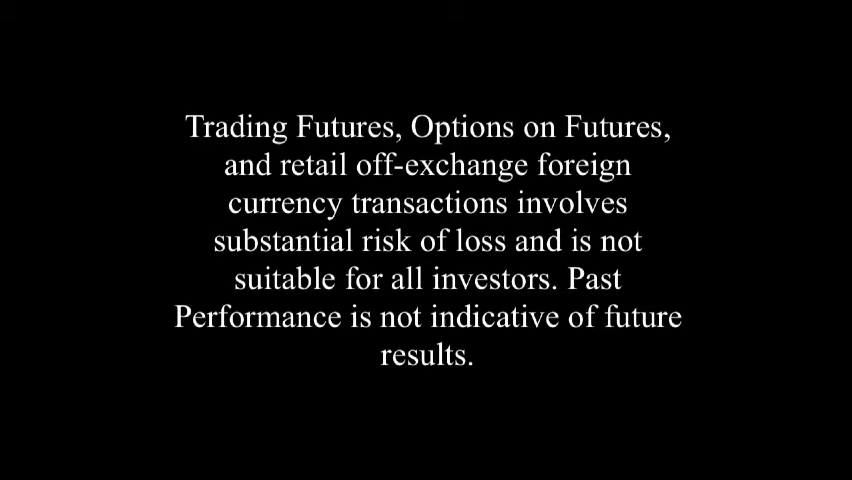 Trading Futures, Options on Futures,
and retail off-exchange foreign
currency transactions involves
substantial risk of loss and is not
suitable for all investors. Past
Performance is not indicative of future
results.